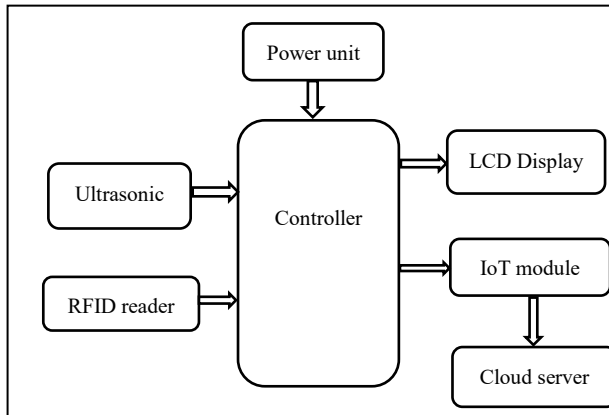 Power unit
LCD Display
Ultrasonic
Controller
IoT module
RFID reader
Cloud server